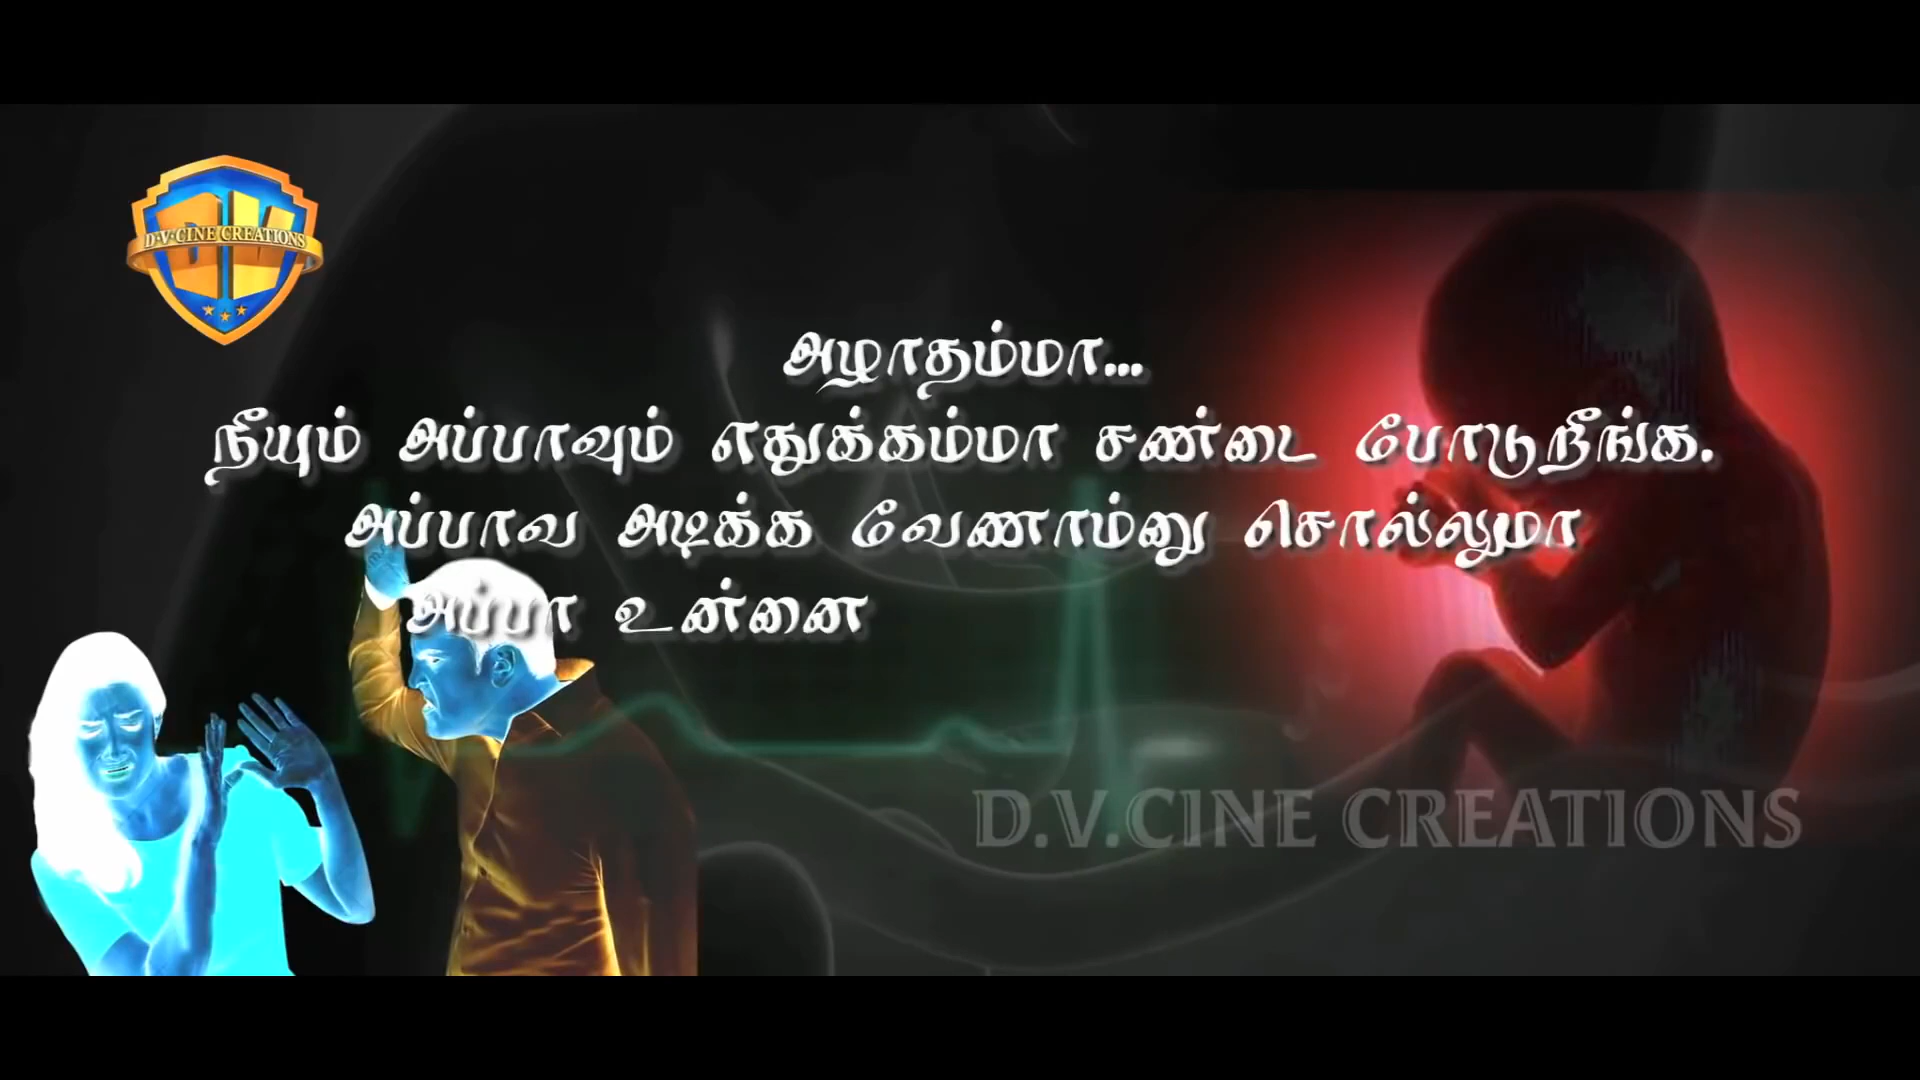 D·V·CINE CREATIONS
அழாதம்மா...
நீயும் அப்பாவும் எதுக்கம்மா சண்டை போடுறீங்க.
அப்பாவ அடிக்க வேணாம்னு சொல்லுமா
அப்பா உன்னை
D.V.CINE CREATIONS